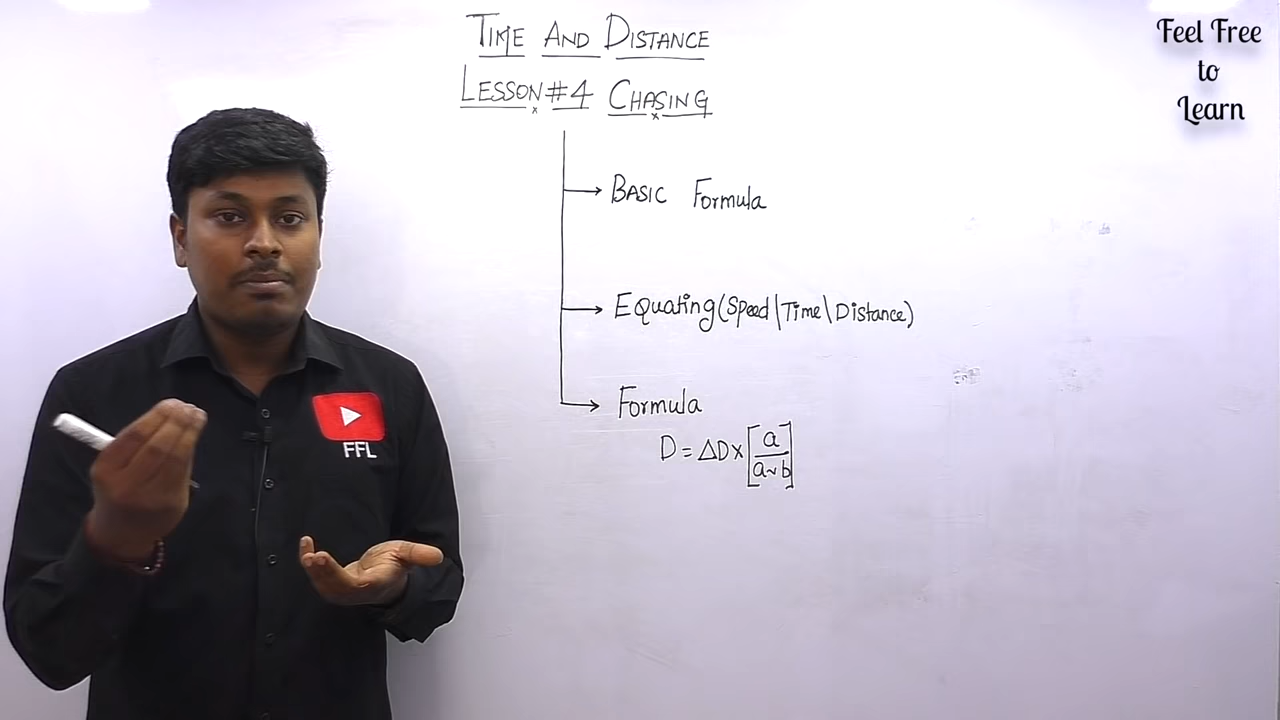 TIME AND DISTANCE
LESSON #4 CHASING
BASIC Formula
Equating (Speed\Time\Distance)
Formula
D = ΔD x [a / a~b]
Feel Free
to
Learn
FFL